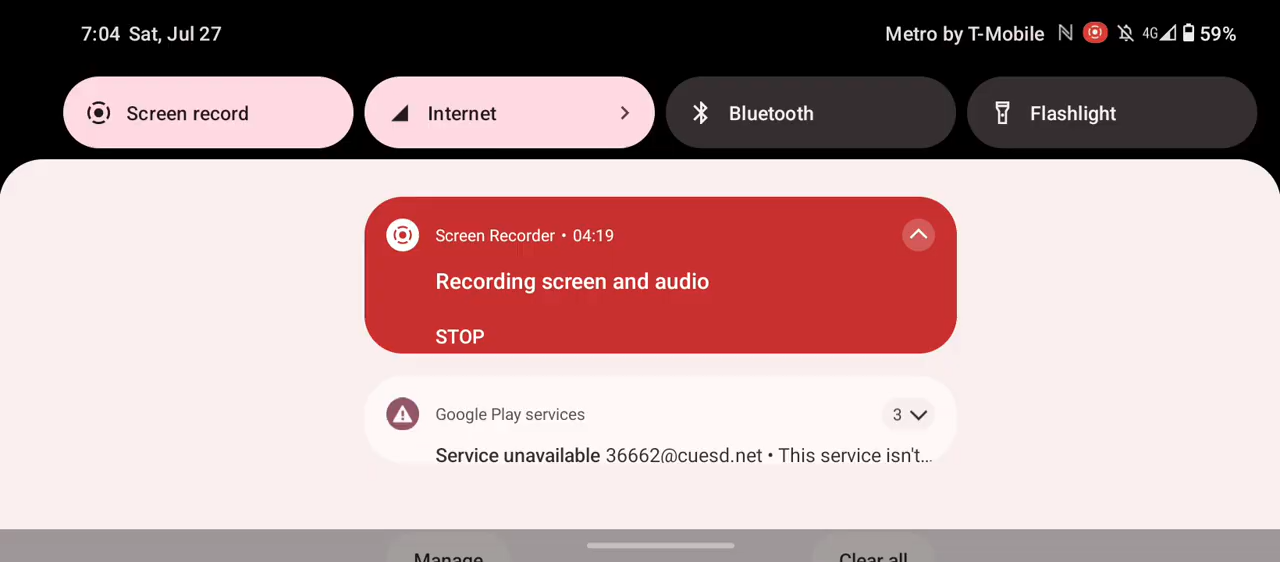 7:04 Sat, Jul 27
Metro by T-Mobile 4G 59%
Screen record
Internet
Bluetooth
Flashlight
Screen Recorder • 04:19
Recording screen and audio
STOP
Google Play services
3
Service unavailable 36662@cuesd.net • This service isn't...
Manage
Clear all